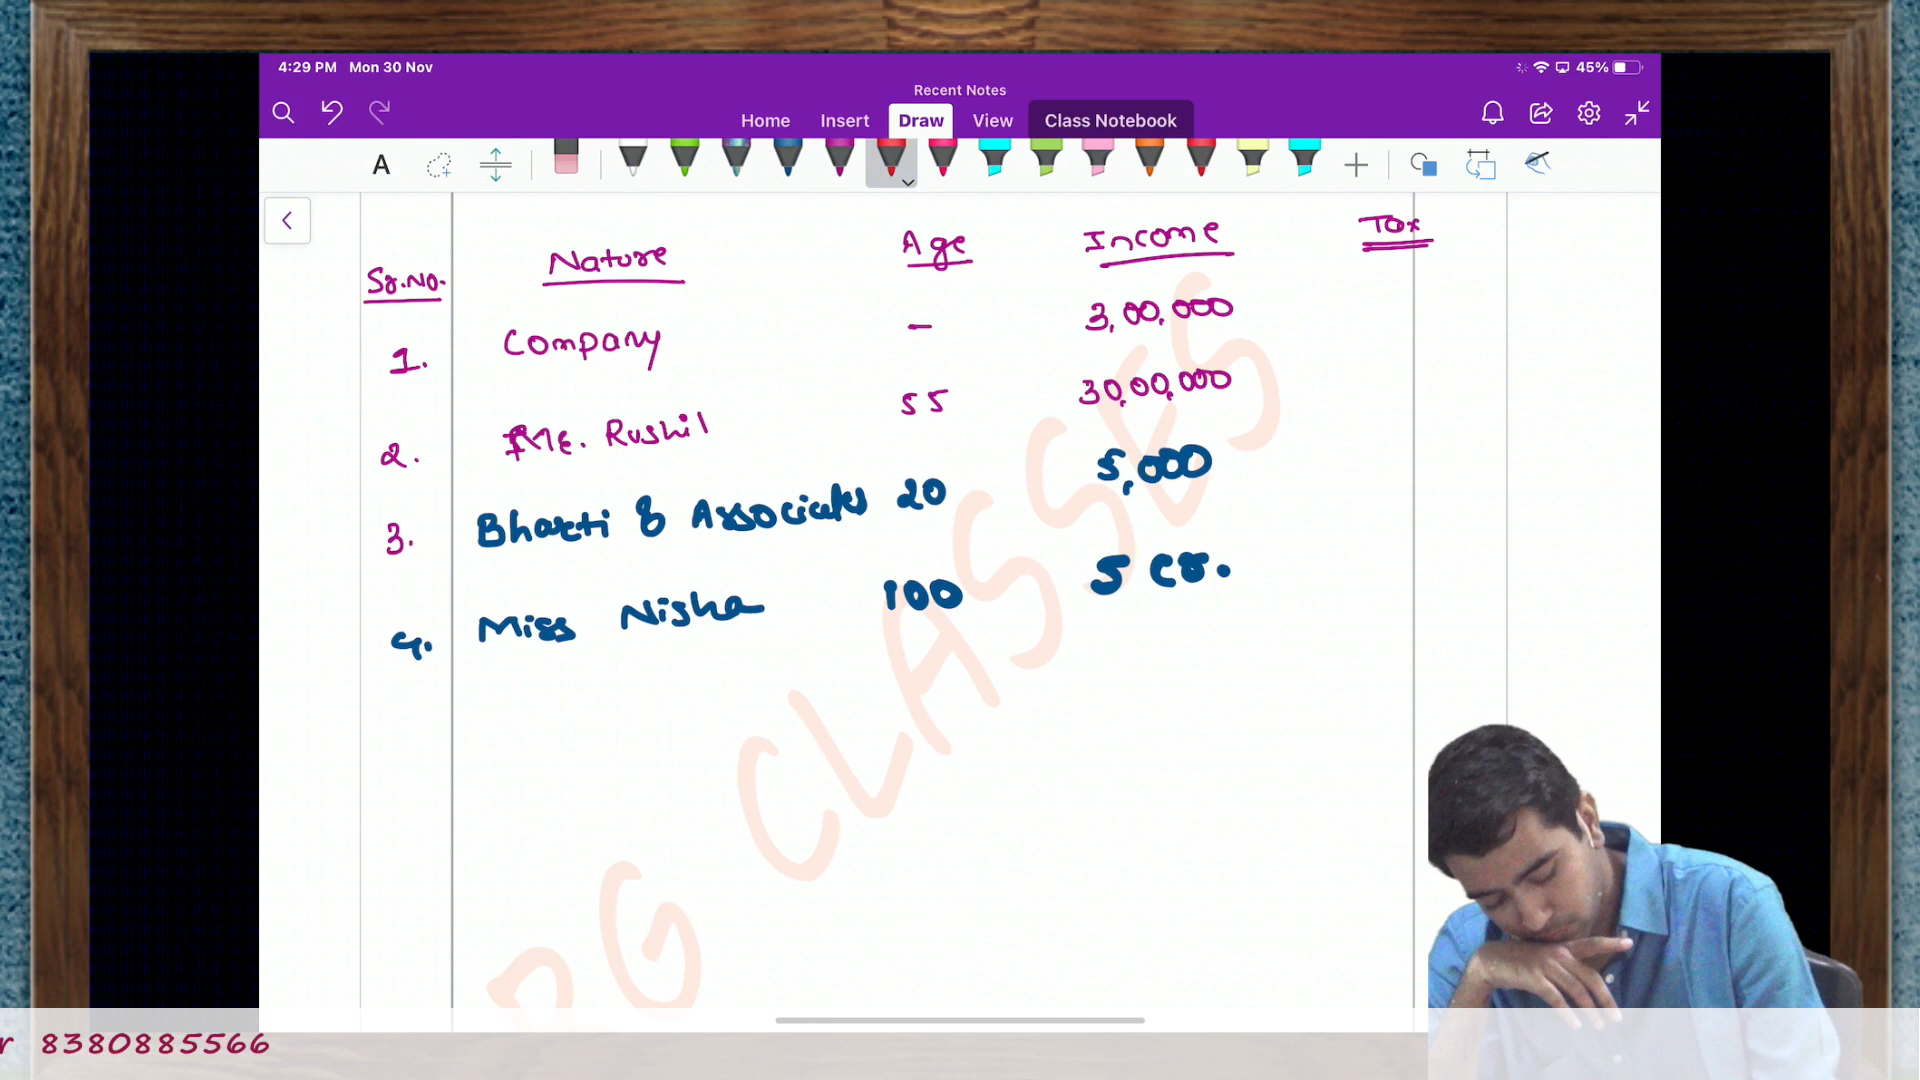 4:29 PM Mon 30 Nov
45%
Recent Notes
Home Insert Draw View Class Notebook
A
Sr.No. Nature Age Income Tax
1. Company - 3,00,000
2. Mr. Rushil 55 30,00,000
3. Bharti & Associates 20 5,000
4. Miss Nisha 100 5 cr.
RG CLASSES
r 8380885566